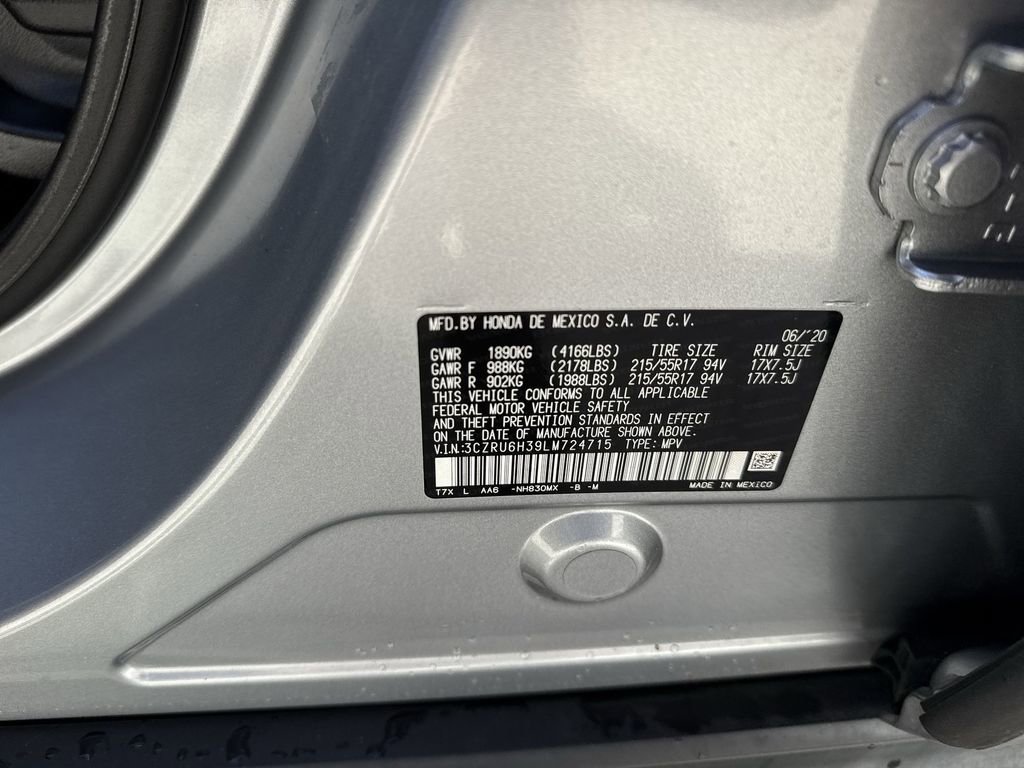 MFD.BY HONDA DE MEXICO S.A. DE C.V.
06/'20
GVWR 1890KG (4166LBS) TIRE SIZE RIM SIZE
GAWR F 988KG (2178LBS) 215/55R17 94V 17X7.5J
GAWR R 902KG (1988LBS) 215/55R17 94V 17X7.5J
THIS VEHICLE CONFORMS TO ALL APPLICABLE
FEDERAL MOTOR VEHICLE SAFETY
AND THEFT PREVENTION STANDARDS IN EFFECT
ON THE DATE OF MANUFACTURE SHOWN ABOVE.
V.I.N:3CZRU6H39LM724715 TYPE: MPV
T7X L AA6 -NH830MX -B -M MADE IN MEXICO